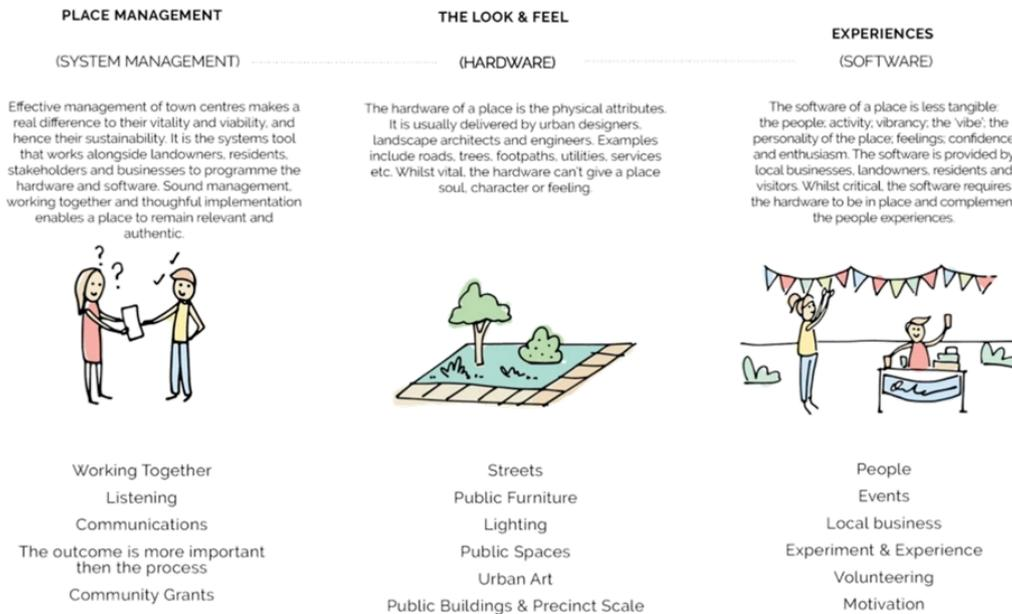 PLACE MANAGEMENT
(SYSTEM MANAGEMENT)
Effective management of town centres makes a
real difference to their vitality and viability, and
hence their sustainability. It is the systems tool
that works alongside landowners, residents,
stakeholders and businesses to programme the
hardware and software. Sound management,
working together and thoughtful implementation
enables a place to remain relevant and
authentic.
? ?
Working Together
Listening
Communications
The outcome is more important
then the process
Community Grants
THE LOOK & FEEL
(HARDWARE)
The hardware of a place is the physical attributes.
It is usually delivered by urban designers,
landscape architects and engineers. Examples
include roads, trees, footpaths, utilities, services
etc. Whilst vital, the hardware can't give a place
soul, character or feeling.
Streets
Public Furniture
Lighting
Public Spaces
Urban Art
Public Buildings & Precinct Scale
EXPERIENCES
(SOFTWARE)
The software of a place is less tangible:
the people; activity; vibrancy; the 'vibe'; the
personality of the place; feelings; confidence
and enthusiasm. The software is provided by
local businesses, landowners, residents and
visitors. Whilst critical, the software requires
the hardware to be in place and complemen
the people experiences.
People
Events
Local business
Experiment & Experience
Volunteering
Motivation